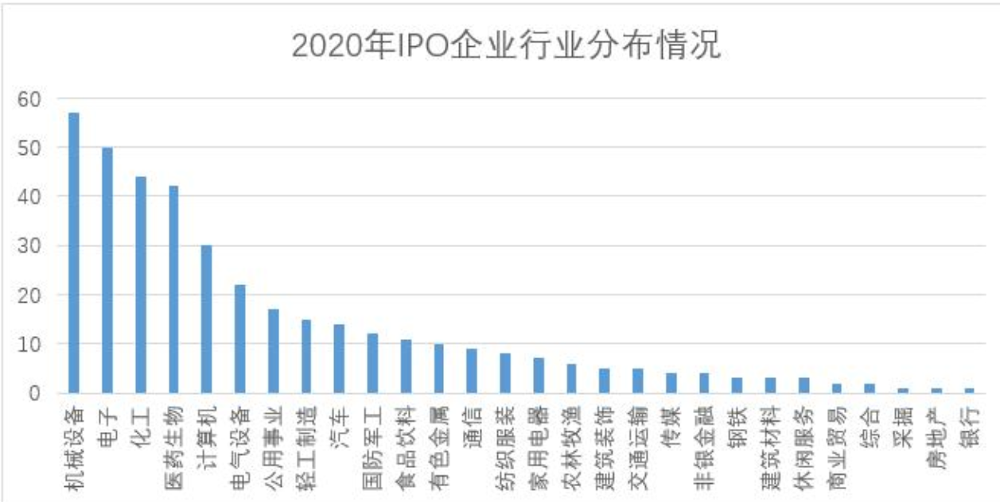 2020年IPO企业行业分布情况
60
50
40
30
20
10
0
机械设备
电子
化工
医药生物
计算机
电气设备
公用事业
轻工制造
汽车
国防军工
食品饮料
有色金属
通信
纺织服装
家用电器
农林牧渔
建筑装饰
交通运输
传媒
非银金融
钢铁
建筑材料
休闲服务
商业贸易
综合
采掘
房地产
银行